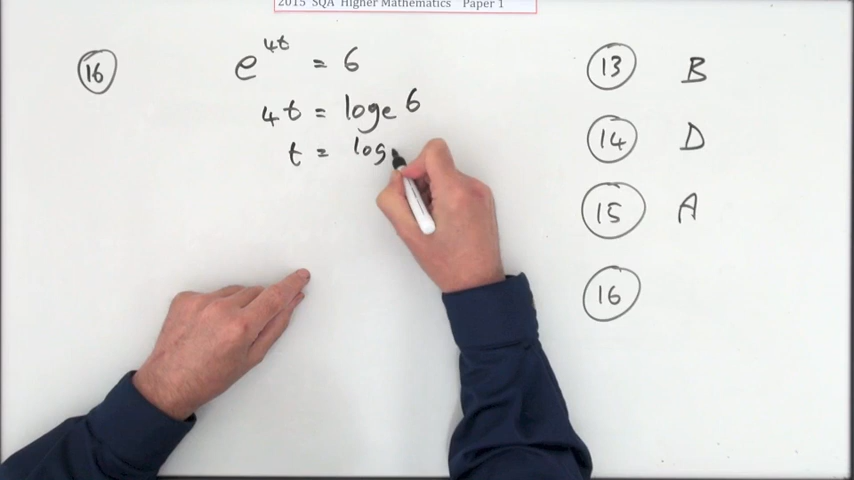 2015 SQA Higher Mathematics Paper 1
16 e^4t = 6
4t = loge 6
t = log
13 B
14 D
15 A
16